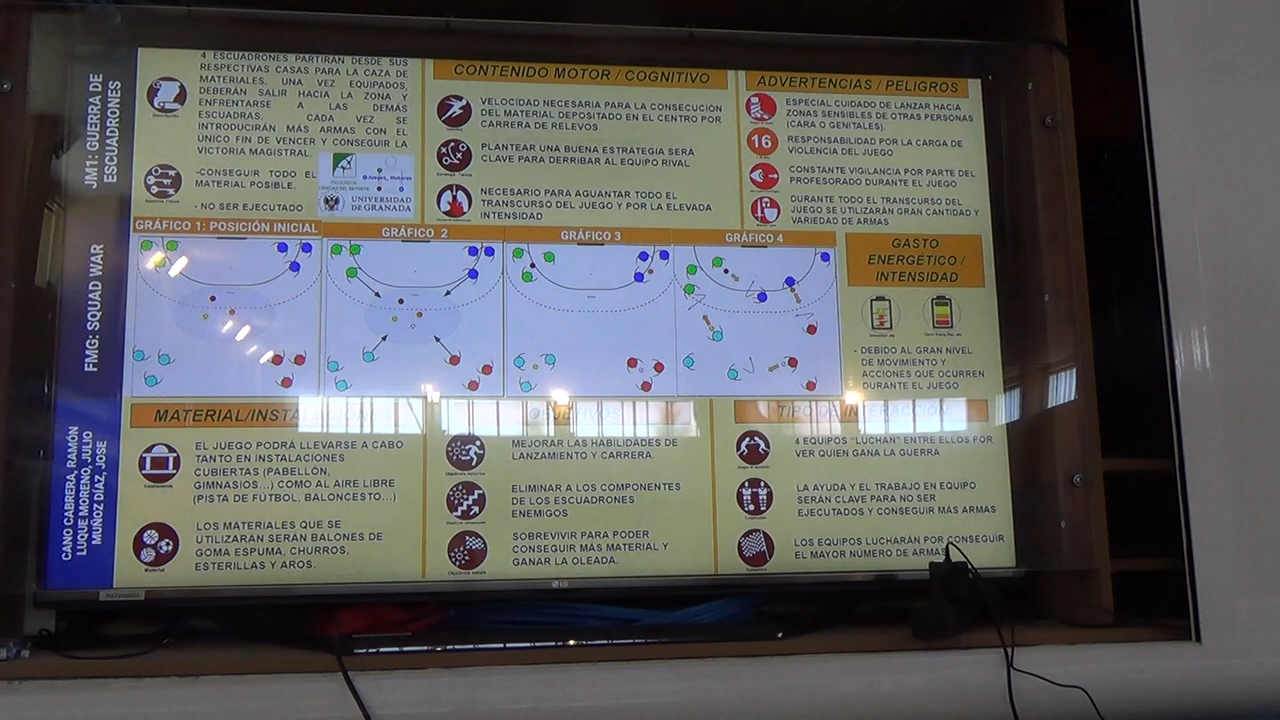 JM1: GUERRA DE
ESCUADRONES
FMG: SQUAD WAR
CANO CABRERA, RAMÓN
LUQUE MORENO, JULIO
MUÑOZ DÍAZ, JOSE
4 ESCUADRONES PARTIRÁN DESDE SUS
RESPECTIVAS CASAS PARA LA CAZA DE
MATERIALES. UNA VEZ EQUIPADOS,
DEBERÁN SALIR HACIA LA ZONA Y
ENFRENTARSE A LAS DEMÁS
ESCUADRAS. CADA VEZ SE
INTRODUCIRÁN MÁS ARMAS CON EL
ÚNICO FIN DE VENCER Y CONSEGUIR LA
VICTORIA MAGISTRAL.
Descripción
-CONSEGUIR TODO EL
MATERIAL POSIBLE.
- NO SER EJECUTADO
@Juegos_Motores
UNIVERSIDAD
DE GRANADA
CONTENIDO MOTOR / COGNITIVO
VELOCIDAD NECESARIA PARA LA CONSECUCIÓN
DEL MATERIAL DEPOSITADO EN EL CENTRO POR
CARRERA DE RELEVOS.
PLANTEAR UNA BUENA ESTRATEGIA SERÁ
CLAVE PARA DERRIBAR AL EQUIPO RIVAL
NECESARIO PARA AGUANTAR TODO EL
TRANSCURSO DEL JUEGO Y POR LA ELEVADA
INTENSIDAD
ADVERTENCIAS / PELIGROS
ESPECIAL CUIDADO DE LANZAR HACIA
ZONAS SENSIBLES DE OTRAS PERSONAS
(CARA O GENITALES).
16
RESPONSABILIDAD POR LA CARGA DE
VIOLENCIA DEL JUEGO
CONSTANTE VIGILANCIA POR PARTE DEL
PROFESORADO DURANTE EL JUEGO
DURANTE TODO EL TRANSCURSO DEL
JUEGO SE UTILIZARÁN GRAN CANTIDAD Y
VARIEDAD DE ARMAS
GRÁFICO 1: POSICIÓN INICIAL
GRÁFICO 2
GRÁFICO 3
GRÁFICO 4
GASTO
ENERGÉTICO /
INTENSIDAD
- DEBIDO AL GRAN NIVEL
DE MOVIMIENTO Y
ACCIONES QUE OCURREN
DURANTE EL JUEGO
MATERIAL/INSTALACIONES
EL JUEGO PODRÁ LLEVARSE A CABO
TANTO EN INSTALACIONES
CUBIERTAS (PABELLÓN,
GIMNASIOS...) COMO AL AIRE LIBRE
(PISTA DE FÚTBOL, BALONCESTO...)
Instalaciones
LOS MATERIALES QUE SE
UTILIZARAN SERÁN BALONES DE
GOMA ESPUMA, CHURROS,
ESTERILLAS Y AROS.
Material
OBJETIVOS
MEJORAR LAS HABILIDADES DE
LANZAMIENTO Y CARRERA.
ELIMINAR A LOS COMPONENTES
DE LOS ESCUADRONES
ENEMIGOS
SOBREVIVIR PARA PODER
CONSEGUIR MÁS MATERIAL Y
GANAR LA OLEADA.
TIPO DE INTERACCIÓN
4 EQUIPOS "LUCHAN" ENTRE ELLOS POR
VER QUIEN GANA LA GUERRA
LA AYUDA Y EL TRABAJO EN EQUIPO
SERÁN CLAVE PARA NO SER
EJECUTADOS Y CONSEGUIR MÁS ARMAS
LOS EQUIPOS LUCHARÁN POR CONSEGUIR
EL MAYOR NÚMERO DE ARMAS
LG